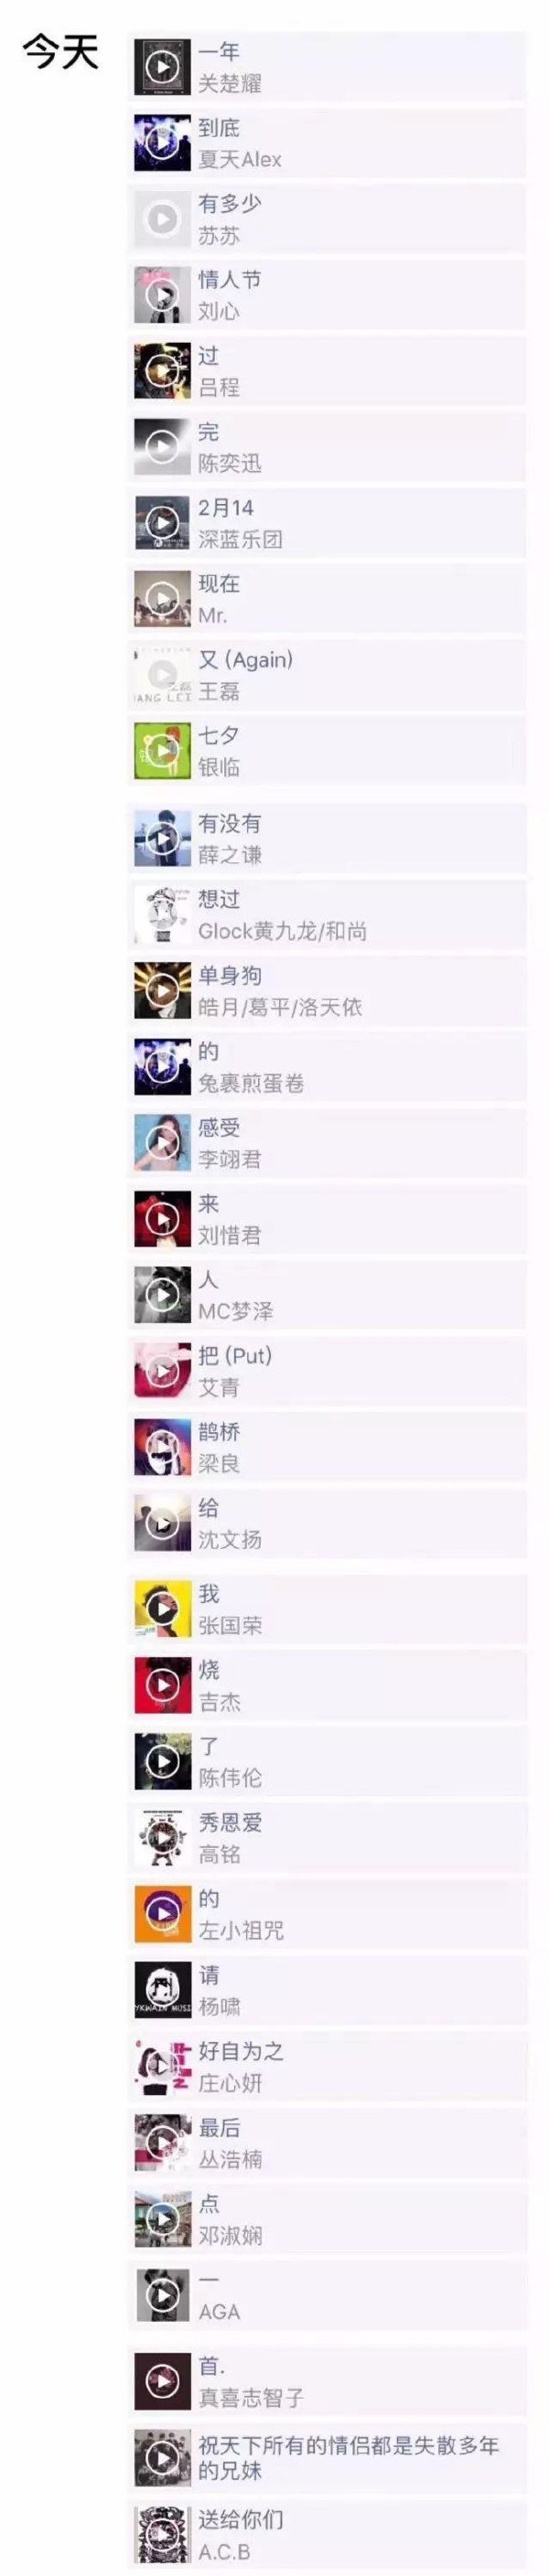 今天
一年
关楚耀
到底
夏天Alex
有多少
苏苏
情人节
刘心
过
吕程
完
陈奕迅
2月14
深蓝乐团
现在
Mr.
又 (Again)
王磊
七夕
银临
有没有
薛之谦
想过
Glock黄九龙/和尚
单身狗
皓月/葛平/洛天依
的
兔裹煎蛋卷
感受
李翊君
来
刘惜君
人
MC梦泽
把 (Put)
艾青
鹊桥
梁良
给
沈文扬
我
张国荣
烧
吉杰
了
陈伟伦
秀恩爱
高铭
的
左小祖咒
请
杨啸
好自为之
庄心妍
最后
丛浩楠
点
邓淑娴
一
AGA
首.
真喜志智子
祝天下所有的情侣都是失散多年
的兄妹
送给你们
A.C.B